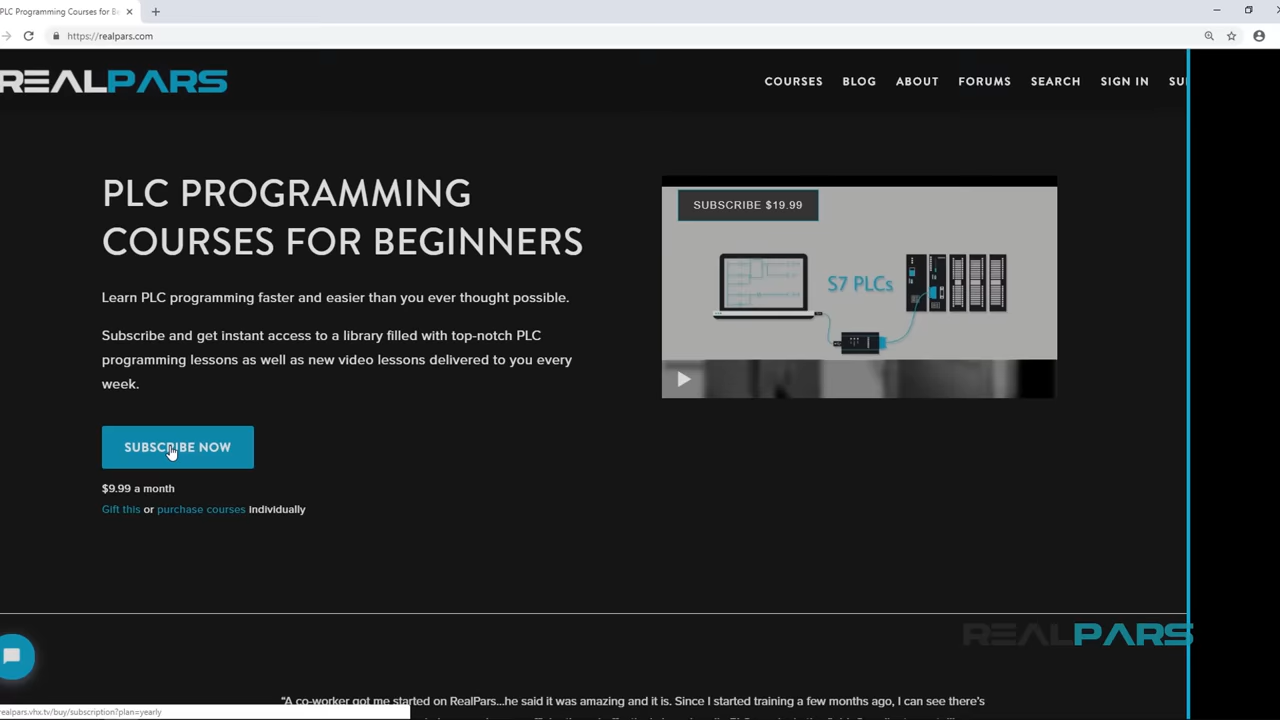 PLC Programming Courses for Be
https://realpars.com
REALPARS
COURSES
BLOG
ABOUT
FORUMS
SEARCH
SIGN IN
PLC PROGRAMMING
COURSES FOR BEGINNERS
Learn PLC programming faster and easier than you ever thought possible.
Subscribe and get instant access to a library filled with top-notch PLC
programming lessons as well as new video lessons delivered to you every
week.
SUBSCRIBE NOW
$9.99 a month
Gift this or purchase courses individually
SUBSCRIBE $19.99
S7 PLCs
REALPARS
"A co-worker got me started on RealPars...he said it was amazing and it is. Since I started training a few months ago, I can see there's
realpars.vhx.tv/buy/subscription?plan=yearly